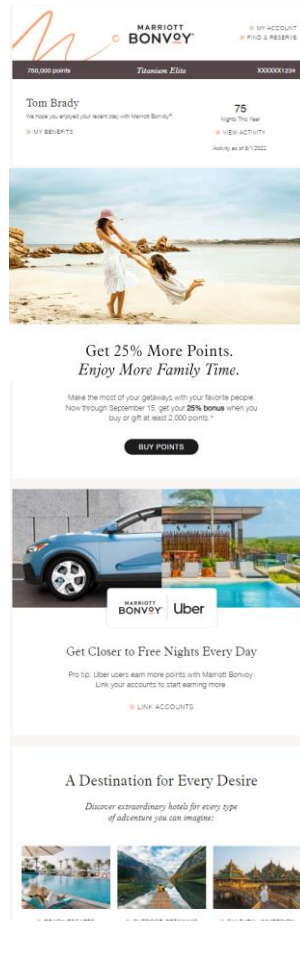 MARRIOTT
BONVOY
» MY ACCOUNT
» FIND & RESERVE
750,000 points
Titanium Elite
XXXXXX1234
Tom Brady
We hope you enjoyed your recent stay with Marriott Bonvoy®.
» MY BENEFITS
75
Nights This Year
» VIEW ACTIVITY
Activity as of 8/1/2022
Get 25% More Points.
Enjoy More Family Time.
Make the most of your getaways with your favorite people.
Now through September 15, get your 25% bonus when you
buy or gift at least 2,000 points.*
BUY POINTS
MARRIOTT
BONVOY
Uber
Get Closer to Free Nights Every Day
Pro tip: Uber users earn more points with Marriott Bonvoy.
Link your accounts to start earning more.
» LINK ACCOUNTS
A Destination for Every Desire
Discover extraordinary hotels for every type
of adventure you can imagine: